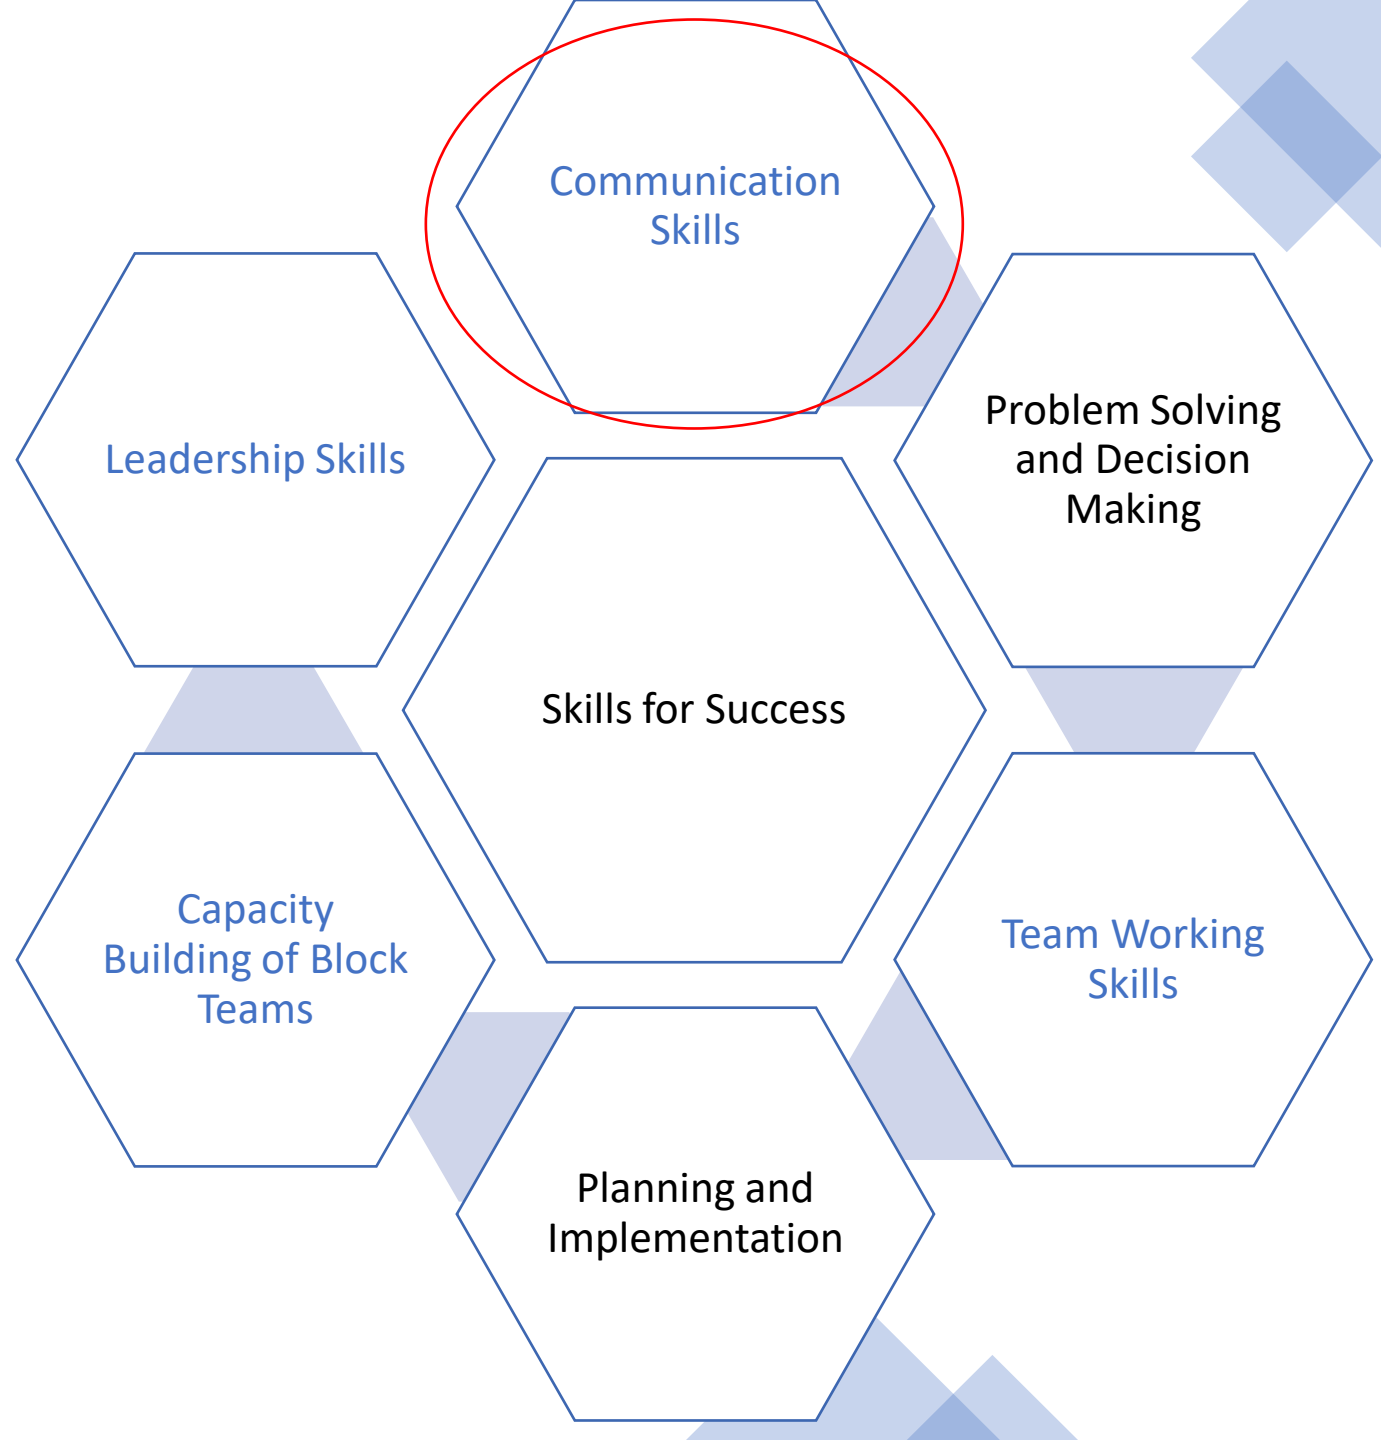 Communication
Skills
Leadership Skills
Problem Solving
and Decision
Making
Skills for Success
Capacity
Building of Block
Teams
Team Working
Skills
Planning and
Implementation